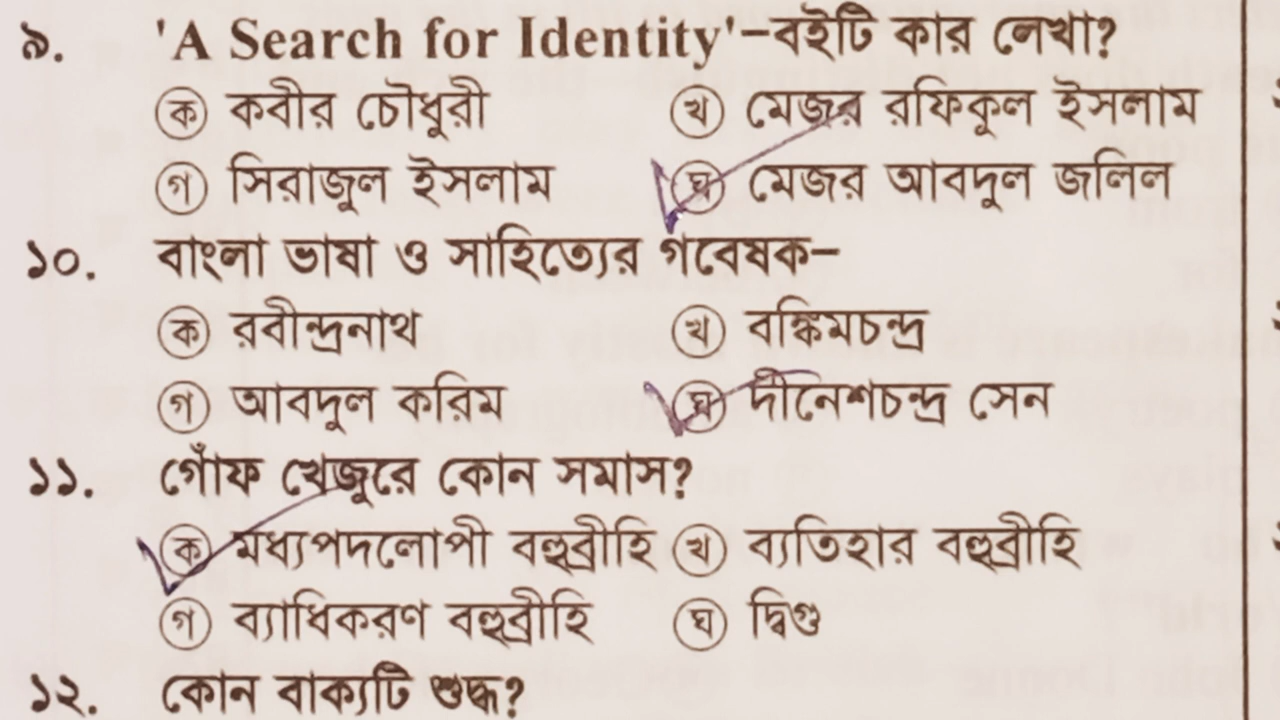 ৯. 'A Search for Identity'–বইটি কার লেখা?
ক কবীর চৌধুরী খ মেজর রফিকুল ইসলাম
গ সিরাজুল ইসলাম ঘ মেজর আবদুল জলিল
১০. বাংলা ভাষা ও সাহিত্যের গবেষক–
ক রবীন্দ্রনাথ খ বঙ্কিমচন্দ্র
গ আবদুল করিম ঘ দীনেশচন্দ্র সেন
১১. গোঁফ খেজুরে কোন সমাস?
ক মধ্যপদলোপী বহুব্রীহি খ ব্যতিহার বহুব্রীহি
গ ব্যাধিকরণ বহুব্রীহি ঘ দ্বিগু
১২. কোন বাক্যটি শুদ্ধ?